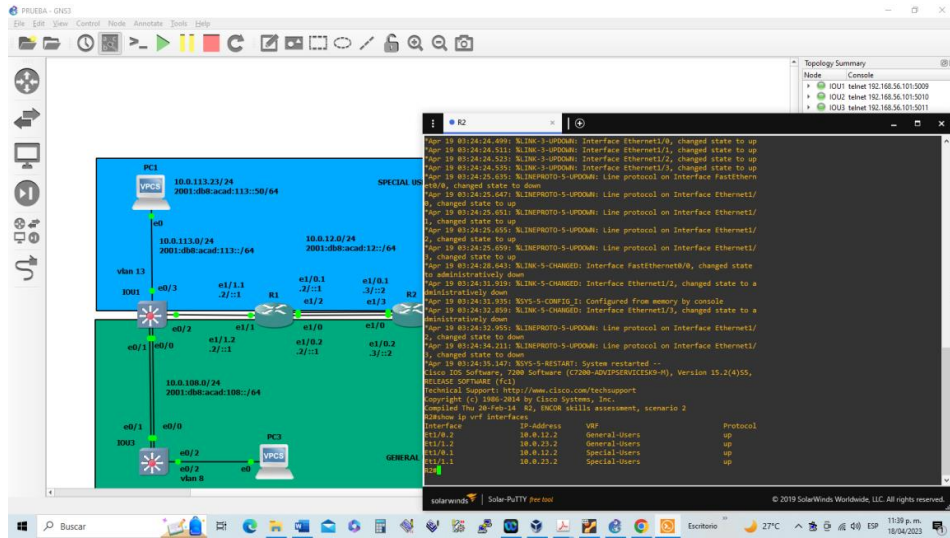 PRUEBA - GNS3
File Edit View Control Node Annotate Tools Help
Topology Summary
Node Console
IOU1 telnet 192.168.56.101:5009
IOU2 telnet 192.168.56.101:5010
IOU3 telnet 192.168.56.101:5011
PC1
VPCS
10.0.113.23/24
2001:db8:acad:113::50/64
SPECIAL US
e0
10.0.113.0/24
2001:db8:acad:113::/64
10.0.12.0/24
2001:db8:acad:12::/64
vlan 13
IOU1
e0/3
e1/1.1
.2/::1
R1
e1/0.1
.2/::1
e1/2
e1/0.1
.3/::2
e1/3
R2
e0/2
e1/1
e1/0
e1/0
e0/1
e0/0
e1/1.2
.2/::1
e1/0.2
.2/::1
e1/0.2
.3/::2
10.0.108.0/24
2001:db8:acad:108::/64
e0/1
e0/0
IOU3
PC3
VPCS
e0/2
e0/2
e0
vlan 8
GENERAL
R2
*Apr 19 03:24:24.499: %LINK-3-UPDOWN: Interface Ethernet1/0, changed state to up
*Apr 19 03:24:24.511: %LINK-3-UPDOWN: Interface Ethernet1/1, changed state to up
*Apr 19 03:24:24.523: %LINK-3-UPDOWN: Interface Ethernet1/2, changed state to up
*Apr 19 03:24:24.535: %LINK-3-UPDOWN: Interface Ethernet1/3, changed state to up
*Apr 19 03:24:25.635: %LINEPROTO-5-UPDOWN: Line protocol on Interface FastEthern
et0/0, changed state to down
*Apr 19 03:24:25.647: %LINEPROTO-5-UPDOWN: Line protocol on Interface Ethernet1/
0, changed state to up
*Apr 19 03:24:25.651: %LINEPROTO-5-UPDOWN: Line protocol on Interface Ethernet1/
1, changed state to up
*Apr 19 03:24:25.655: %LINEPROTO-5-UPDOWN: Line protocol on Interface Ethernet1/
2, changed state to up
*Apr 19 03:24:25.659: %LINEPROTO-5-UPDOWN: Line protocol on Interface Ethernet1/
3, changed state to up
*Apr 19 03:24:28.643: %LINK-5-CHANGED: Interface FastEthernet0/0, changed state
to administratively down
*Apr 19 03:24:31.919: %LINK-5-CHANGED: Interface Ethernet1/2, changed state to a
dministratively down
*Apr 19 03:24:31.935: %SYS-5-CONFIG_I: Configured from memory by console
*Apr 19 03:24:32.859: %LINK-5-CHANGED: Interface Ethernet1/3, changed state to a
dministratively down
*Apr 19 03:24:32.955: %LINEPROTO-5-UPDOWN: Line protocol on Interface Ethernet1/
2, changed state to down
*Apr 19 03:24:34.211: %LINEPROTO-5-UPDOWN: Line protocol on Interface Ethernet1/
3, changed state to down
*Apr 19 03:24:35.147: %SYS-5-RESTART: System restarted --
Cisco IOS Software, 7200 Software (C7200-ADVIPSERVICESK9-M), Version 15.2(4)S5,
RELEASE SOFTWARE (fc1)
Technical Support: http://www.cisco.com/techsupport
Copyright (c) 1986-2014 by Cisco Systems, Inc.
Compiled Thu 20-Feb-14 R2, ENCOR skills assessment, scenario 2
R2#show ip vrf interfaces
Interface IP-Address VRF Protocol
Et1/0.2 10.0.12.2 General-Users up
Et1/1.2 10.0.23.2 General-Users up
Et1/0.1 10.0.12.2 Special-Users up
Et1/1.1 10.0.23.2 Special-Users up
R2#
solarwinds Solar-PuTTY free tool
© 2019 SolarWinds Worldwide, LLC. All rights reserved.
Buscar
Escritorio
27°C
ESP
11:39 p. m.
18/04/2023